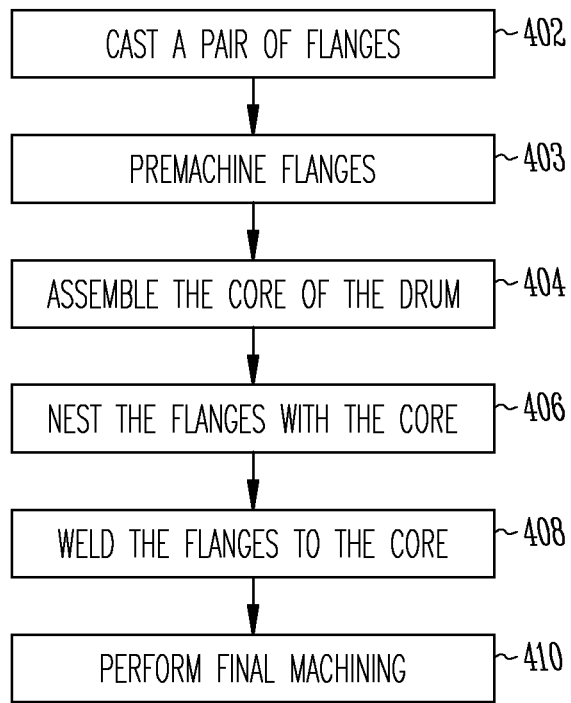 CAST A PAIR OF FLANGES 402
PREMACHINE FLANGES 403
ASSEMBLE THE CORE OF THE DRUM 404
NEST THE FLANGES WITH THE CORE 406
WELD THE FLANGES TO THE CORE 408
PERFORM FINAL MACHINING 410